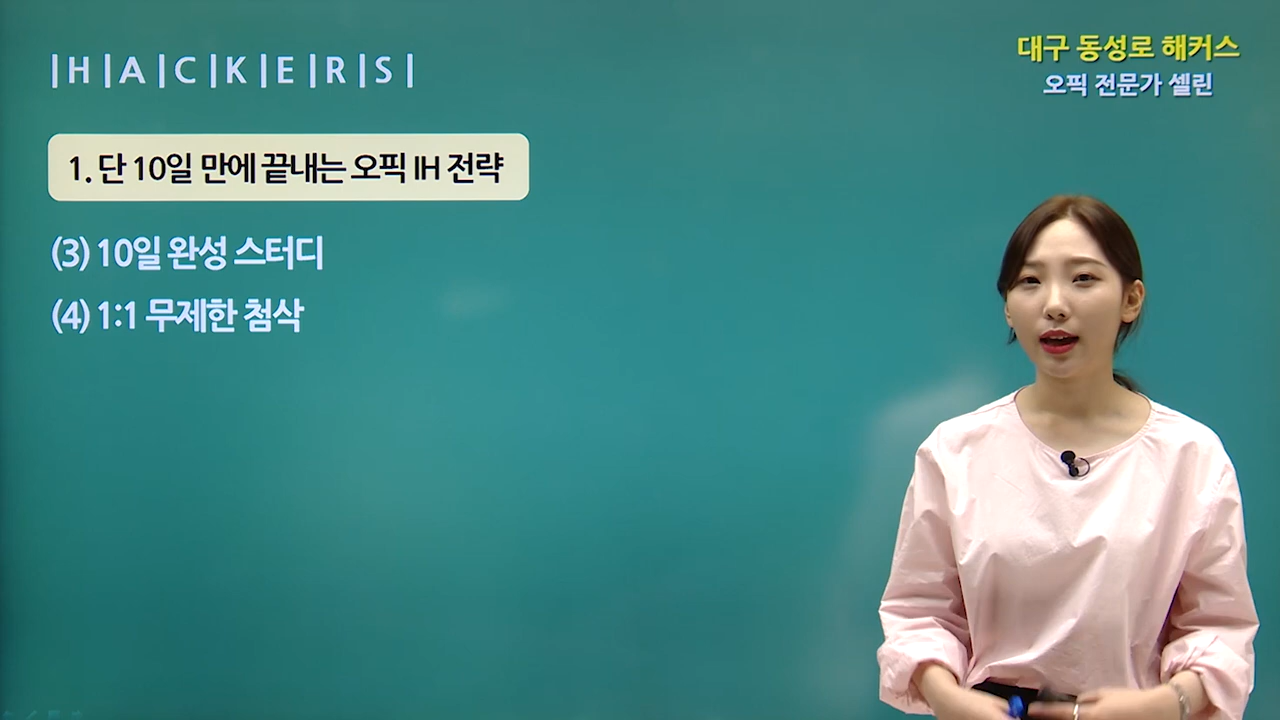 |H|A|C|K|E|R|S|
대구 동성로 해커스
오픽 전문가 셀린
1. 단 10일 만에 끝내는 오픽 IH 전략
(3) 10일 완성 스터디
(4) 1:1 무제한 첨삭